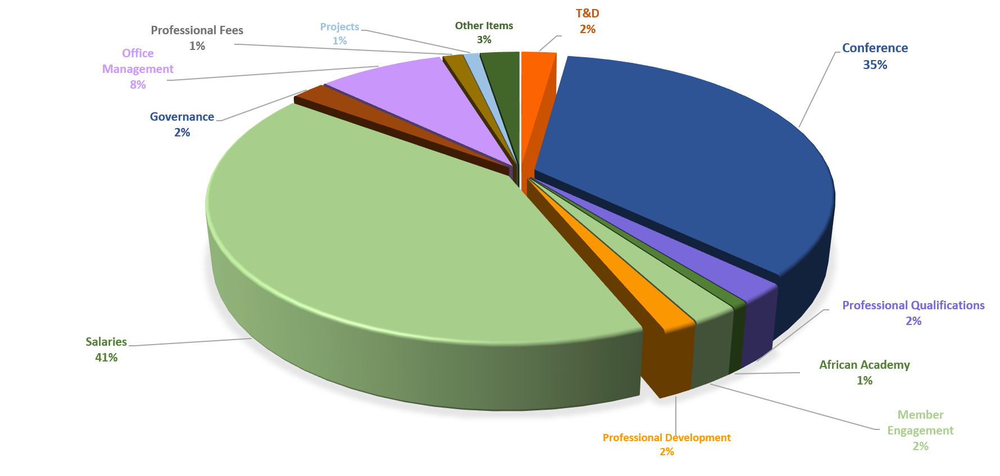 T&D
2%
Conference
35%
Professional Qualifications
2%
African Academy
1%
Member
Engagement
2%
Professional Development
2%
Salaries
41%
Governance
2%
Office
Management
8%
Professional Fees
1%
Projects
1%
Other Items
3%